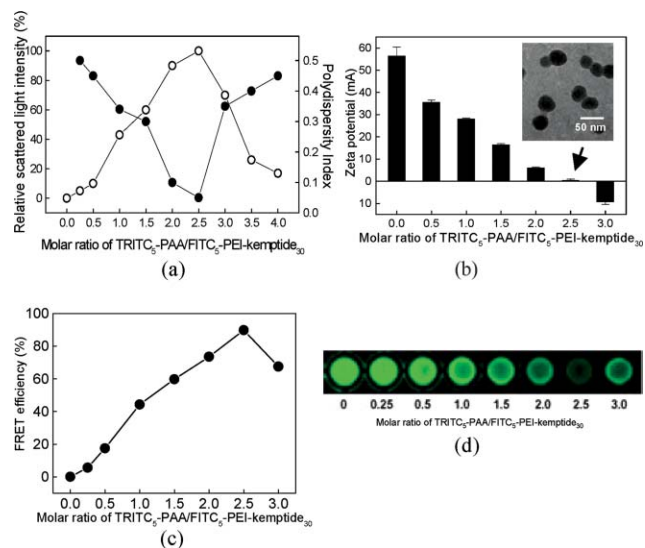 Relative scattered light intensity (%)
100
80
60
40
20
0
0.5
0.4
0.3
0.2
0.1
0.0
Polydispersity Index
0.0 0.5 1.0 1.5 2.0 2.5 3.0 3.5 4.0
Molar ratio of TRITC5-PAA/FITC5-PEI-kemptide30
(a)
Zeta potential (mA)
60
50
40
30
20
10
0
10
50 nm
0.0 0.5 1.0 1.5 2.0 2.5 3.0
Molar ratio of TRITC5-PAA/FITC5-PEI-kemptide30
(b)
FRET efficiency (%)
100
80
60
40
20
0
0.0 0.5 1.0 1.5 2.0 2.5 3.0
Molar ratio of TRITC5-PAA/FITC5-PEI-kemptide30
(c)
0 0.25 0.5 1.0 1.5 2.0 2.5 3.0
Molar ratio of TRITC5-PAA/FITC5-PEI-kemptide30
(d)